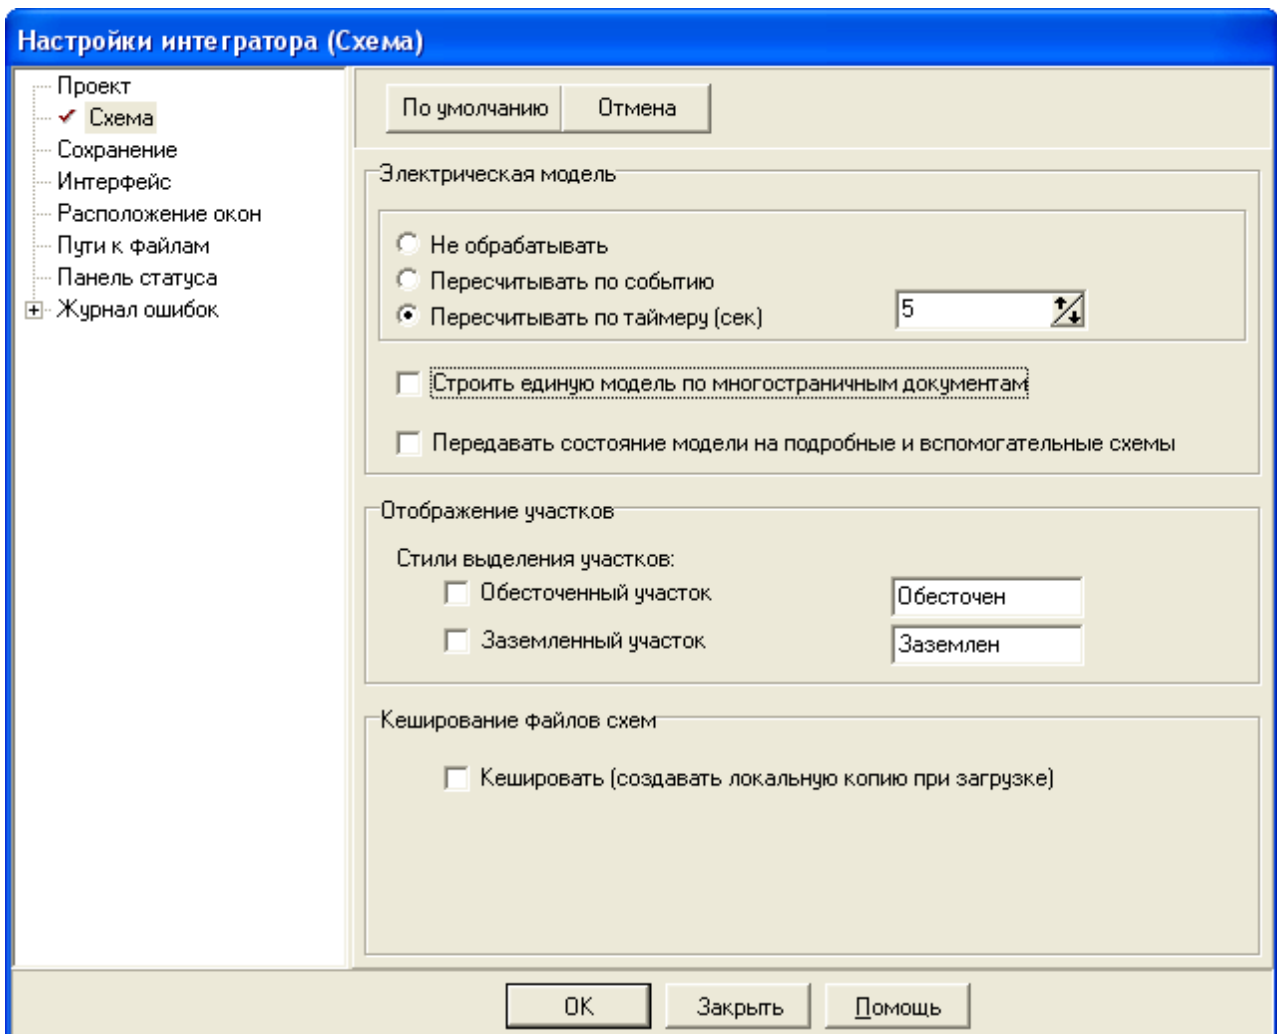 Настройки интегратора (Схема)
Проект
Схема
Сохранение
Интерфейс
Расположение окон
Пути к файлам
Панель статуса
Журнал ошибок
По умолчанию Отмена
Электрическая модель
Не обрабатывать
Пересчитывать по событию
Пересчитывать по таймеру (сек) 5
Строить единую модель по многостраничным документам
Передавать состояние модели на подробные и вспомогательные схемы
Отображение участков
Стили выделения участков:
Обесточенный участок Обесточен
Заземленный участок Заземлен
Кеширование файлов схем
Кешировать (создавать локальную копию при загрузке)
OK Закрыть Помощь